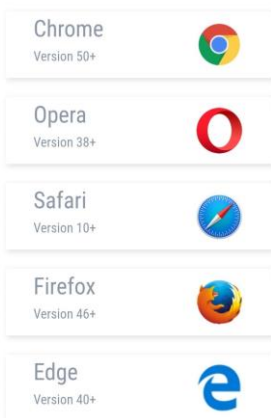 Chrome
Version 50+
Opera
Version 38+
Safari
Version 10+
Firefox
Version 46+
Edge
Version 40+